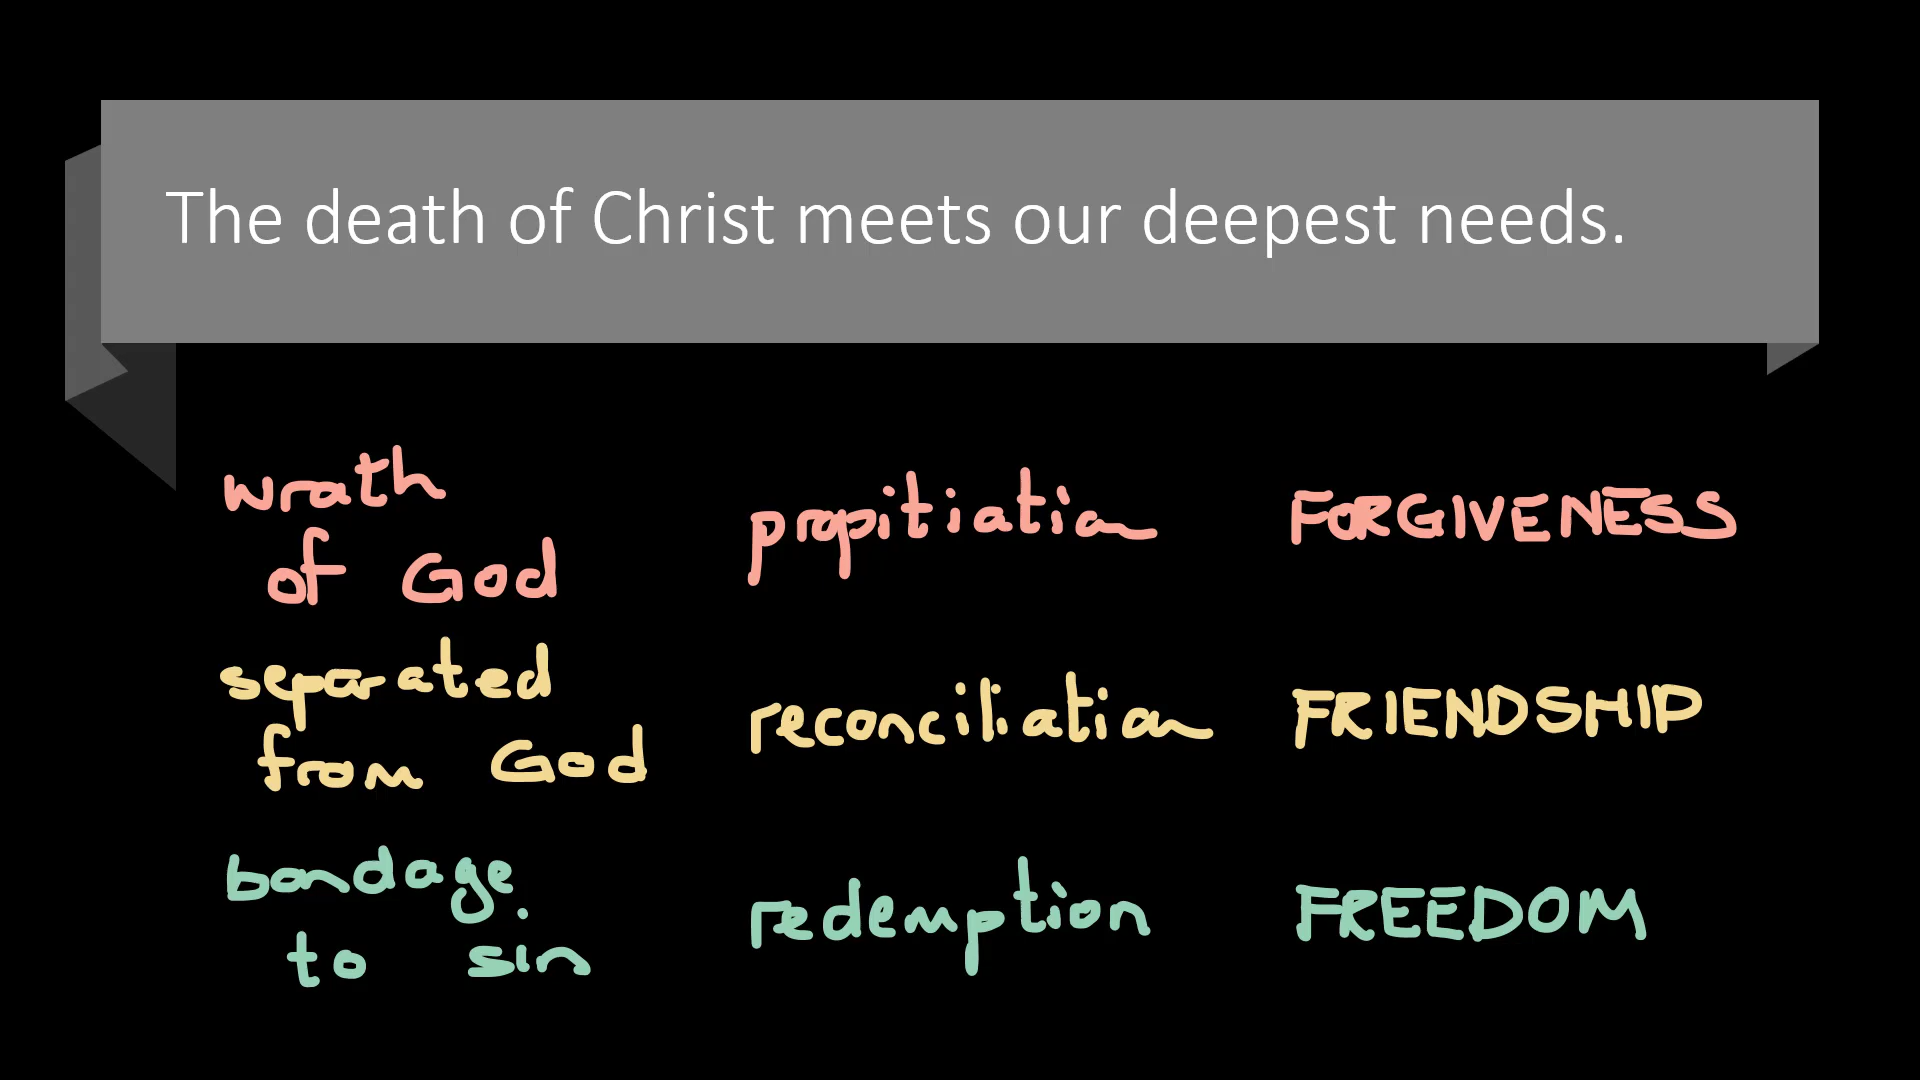 The death of Christ meets our deepest needs.
wrath
of God
propitiation
FORGIVENESS
separated
from God
reconciliation
FRIENDSHIP
bondage.
to sin
redemption
FREEDOM